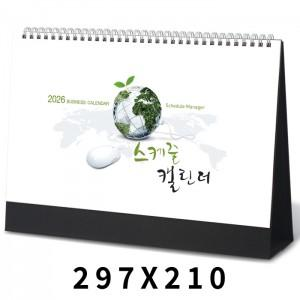 2026 BUSINESS CALENDAR
Schedule Manager
스케줄
캘린더
297X210